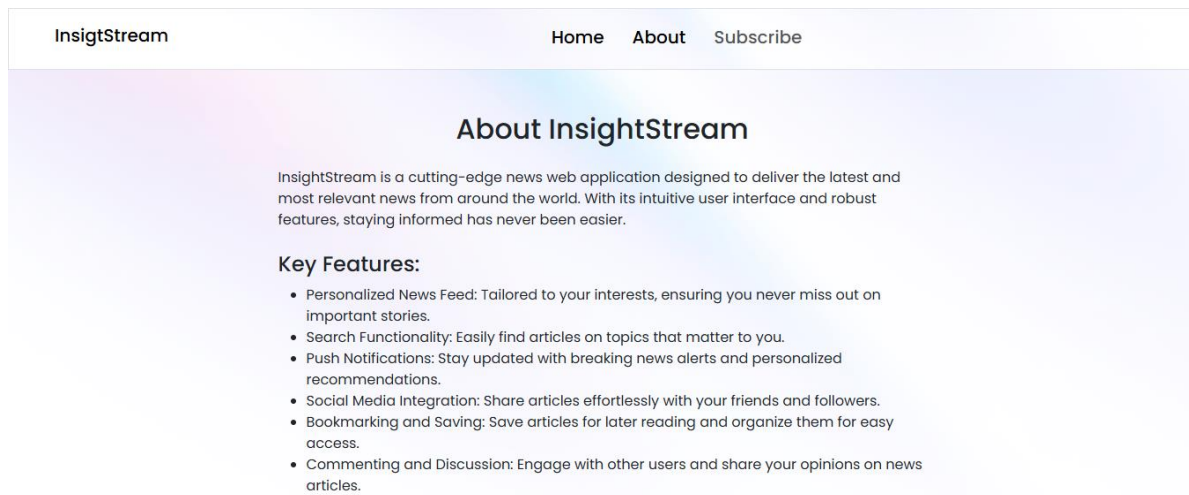 InsigtStream
Home About Subscribe
About InsightStream
InsightStream is a cutting-edge news web application designed to deliver the latest and
most relevant news from around the world. With its intuitive user interface and robust
features, staying informed has never been easier.
Key Features:
• Personalized News Feed: Tailored to your interests, ensuring you never miss out on
important stories.
• Search Functionality: Easily find articles on topics that matter to you.
• Push Notifications: Stay updated with breaking news alerts and personalized
recommendations.
• Social Media Integration: Share articles effortlessly with your friends and followers.
• Bookmarking and Saving: Save articles for later reading and organize them for easy
access.
• Commenting and Discussion: Engage with other users and share your opinions on news
articles.